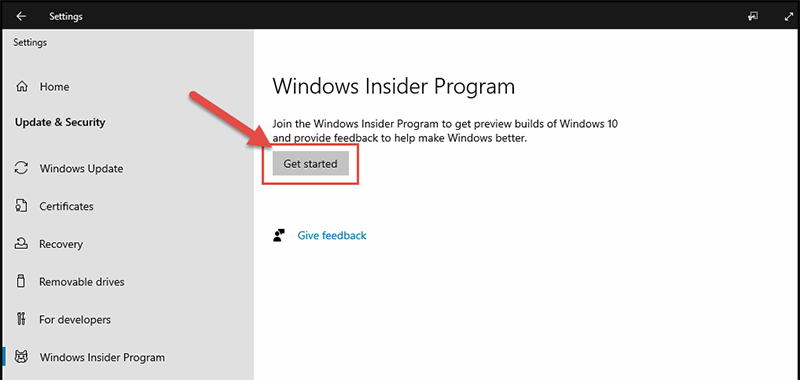 Settings
Settings
Home
Update & Security
Windows Update
Certificates
Recovery
Removable drives
For developers
Windows Insider Program
Windows Insider Program
Join the Windows Insider Program to get preview builds of Windows 10
and provide feedback to help make Windows better.
Get started
Give feedback